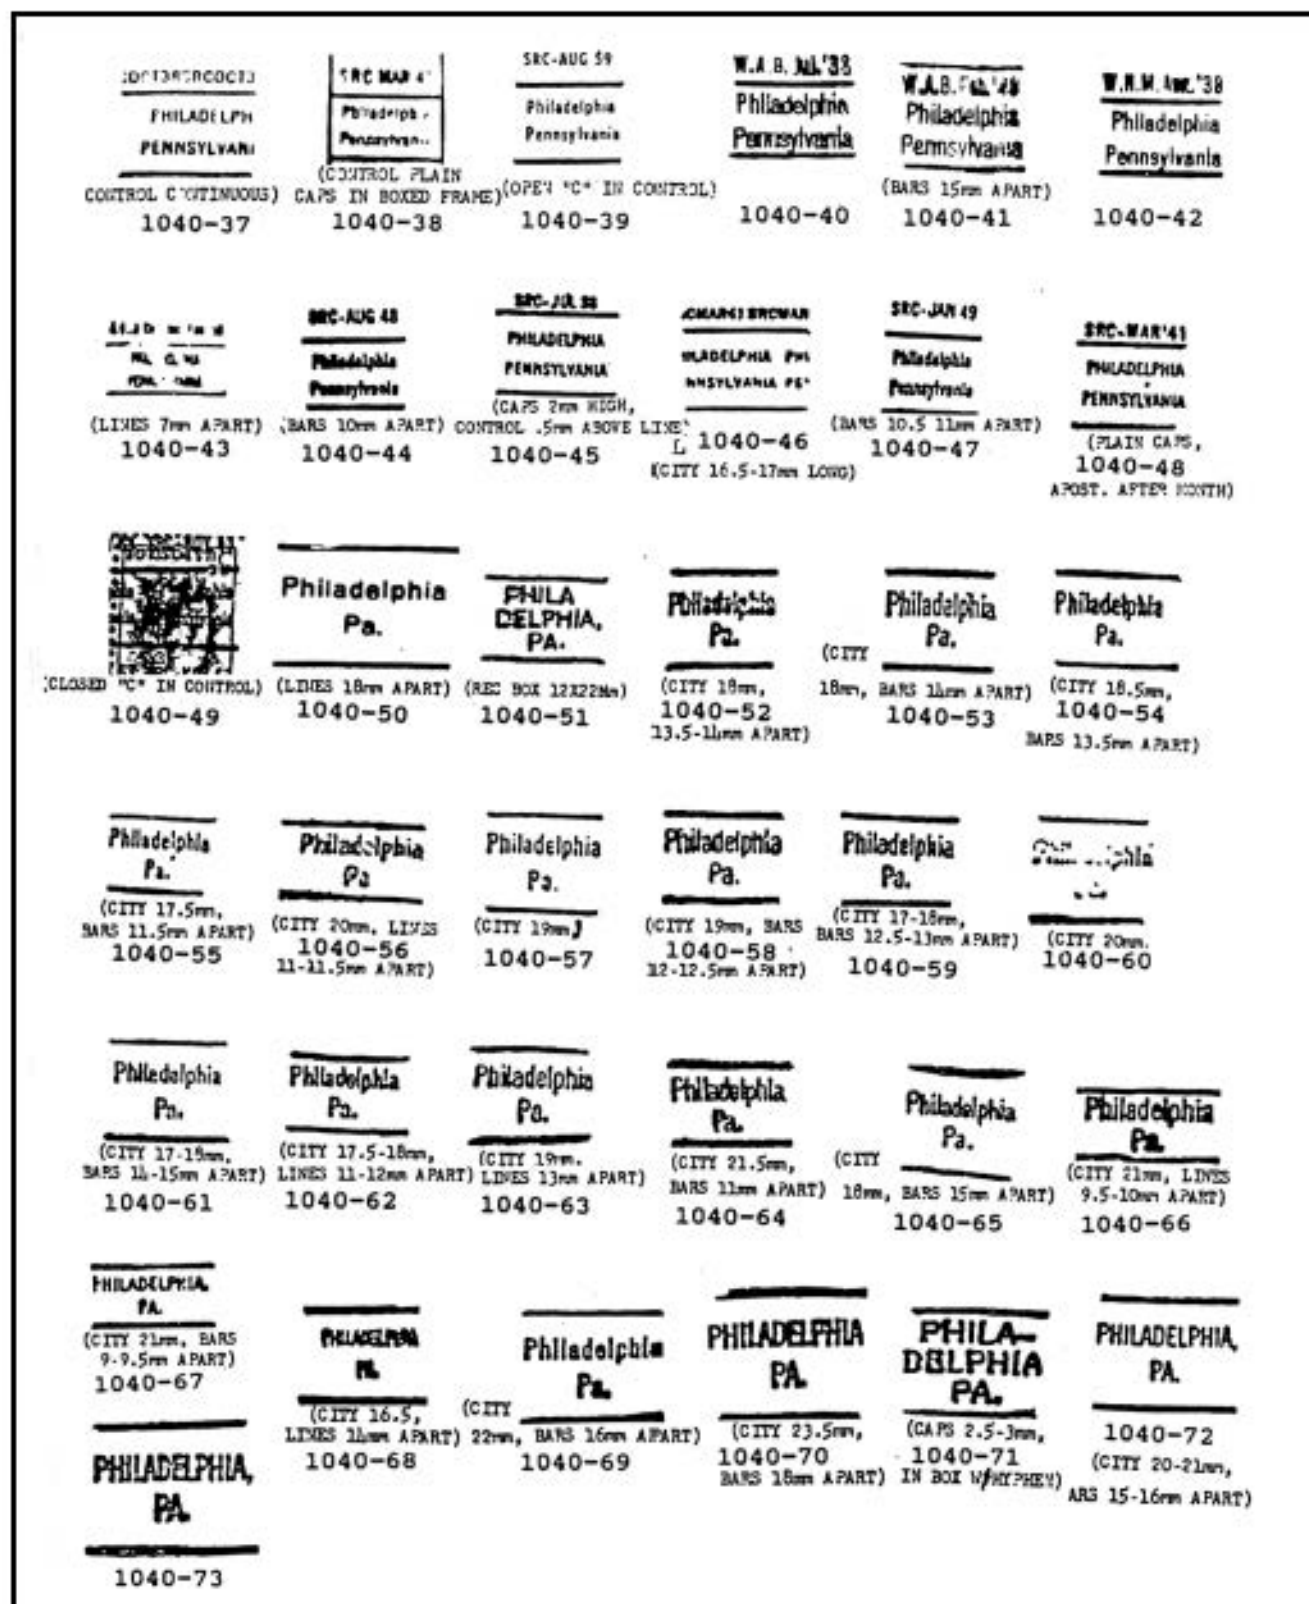 PHILADELPH
PENNSYLVANI
CONTROL CONTINUOUS)
1040-37
SRC MAR 4
Philadelph
Pennsylvani
(CONTROL PLAIN
CAPS IN BOXED FRAME)
1040-38
SRC-AUG 59
Philadelphia
Pennsylvania
(OPEN "C" IN CONTROL)
1040-39
W.A.B. Jul.'38
Philadelphia
Pennsylvania
1040-40
W.A.B. Feb.'48
Philadelphia
Pennsylvania
(BARS 15mm APART)
1040-41
'38
Philadelphia
Pennsylvania
1040-42
(LINES 7mm APART)
1040-43
SRC-AUG 48
Philadelphia
Pennsylvania
(BARS 10mm APART)
1040-44
SRC-JUL 58
PHILADELPHIA
PENNSYLVANIA
(CAPS 2mm HIGH,
CONTROL .5mm ABOVE LINE
1040-45
SRCMAR
ILADELPHIA PHI
NNSYLVANIA PE
L 1040-46
(CITY 16.5-17mm LONG)
SRC-JAN 49
Philadelphia
Pennsylvania
(BARS 10.5 11mm APART)
1040-47
SRC-MAR'41
PHILADELPHIA
PENNSYLVANIA
(PLAIN CAPS,
1040-48
APOST. AFTER MONTH)
(CLOSED "C" IN CONTROL)
1040-49
Philadelphia
Pa.
(LINES 18mm APART)
1040-50
PHILA
DELPHIA,
PA.
(REC BOX 12X22Mm)
1040-51
Philadelphia
Pa.
(CITY 18mm,
1040-52
13.5-14mm APART)
Philadelphia
Pa.
(CITY
18mm, BARS 14mm APART)
1040-53
Philadelphia
Pa.
(CITY 18.5mm,
1040-54
BARS 13.5mm APART)
Philadelphia
Pa.
(CITY 17.5mm,
BARS 11.5mm APART)
1040-55
Philadelphia
Pa
(CITY 20mm, LINES
1040-56
11-11.5mm APART)
Philadelphia
Pa.
(CITY 19mm)
1040-57
Philadelphia
Pa.
(CITY 19mm, BARS
1040-58
12-12.5mm APART)
Philadelphia
Pa.
(CITY 17-18mm,
BARS 12.5-13mm APART)
1040-59
(CITY 20mm.
1040-60
Philadelphia
Pa.
(CITY 17-18mm,
BARS 14-15mm APART)
1040-61
Philadelphia
Pa.
(CITY 17.5-18mm,
LINES 11-12mm APART)
1040-62
Philadelphia
Pa.
(CITY 19mm.
LINES 13mm APART)
1040-63
Philadelphia
Pa.
(CITY 21.5mm,
BARS 11mm APART)
1040-64
Philadelphia
Pa.
(CITY
18mm, BARS 15mm APART)
1040-65
Philadelphia
Pa.
(CITY 21mm, LINES
9.5-10mm APART)
1040-66
PHILADELPHIA.
PA.
(CITY 21mm, BARS
9-9.5mm APART)
1040-67
PHILADELPHIA
PA.
(CITY 16.5,
LINES 14mm APART)
1040-68
Philadelphia
Pa.
(CITY
22mm, BARS 16mm APART)
1040-69
PHILADELPHIA
PA.
(CITY 23.5mm,
1040-70
BARS 18mm APART)
PHILA-
DELPHIA
PA.
(CAPS 2.5-3mm,
1040-71
IN BOX W/HYPHEN)
PHILADELPHIA,
PA.
1040-72
(CITY 20-21mm,
ARS 15-16mm APART)
PHILADELPHIA,
PA.
1040-73